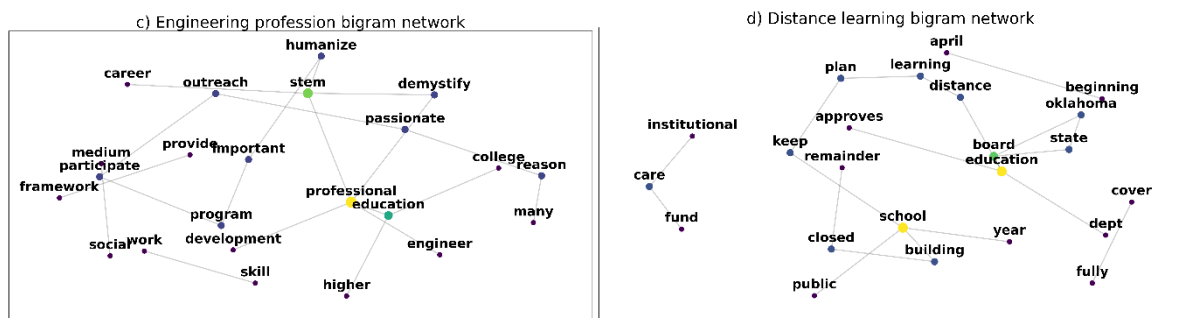 c) Engineering profession bigram network
humanize
career
outreach
stem
demystify
passionate
medium
provide
important
college
participate
reason
framework
professional
education
program
many
development
social
work
engineer
skill
higher
d) Distance learning bigram network
april
plan
learning
distance
beginning
oklahoma
institutional
approves
state
keep
board
remainder
education
care
cover
fund
school
dept
closed
year
building
public
fully